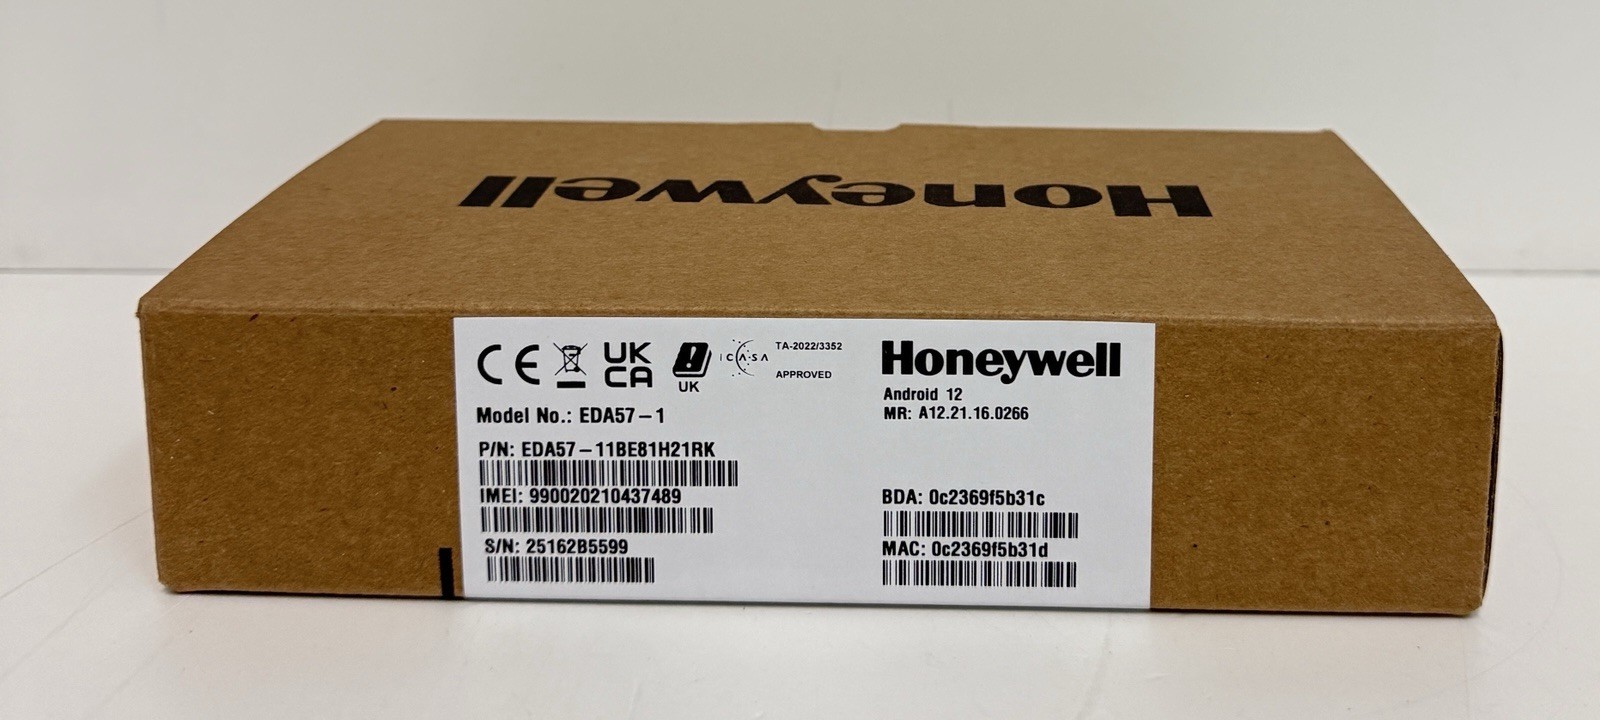 Honeywell
CE UK CA UK ICASA TA-2022/3352
APPROVED
Honeywell
Android 12
MR: A12.21.16.0266
Model No.: EDA57-1
P/N: EDA57-11BE81H21RK
IMEI: 990020210437489
BDA: 0c2369f5b31c
S/N: 25162B5599
MAC: 0c2369f5b31d